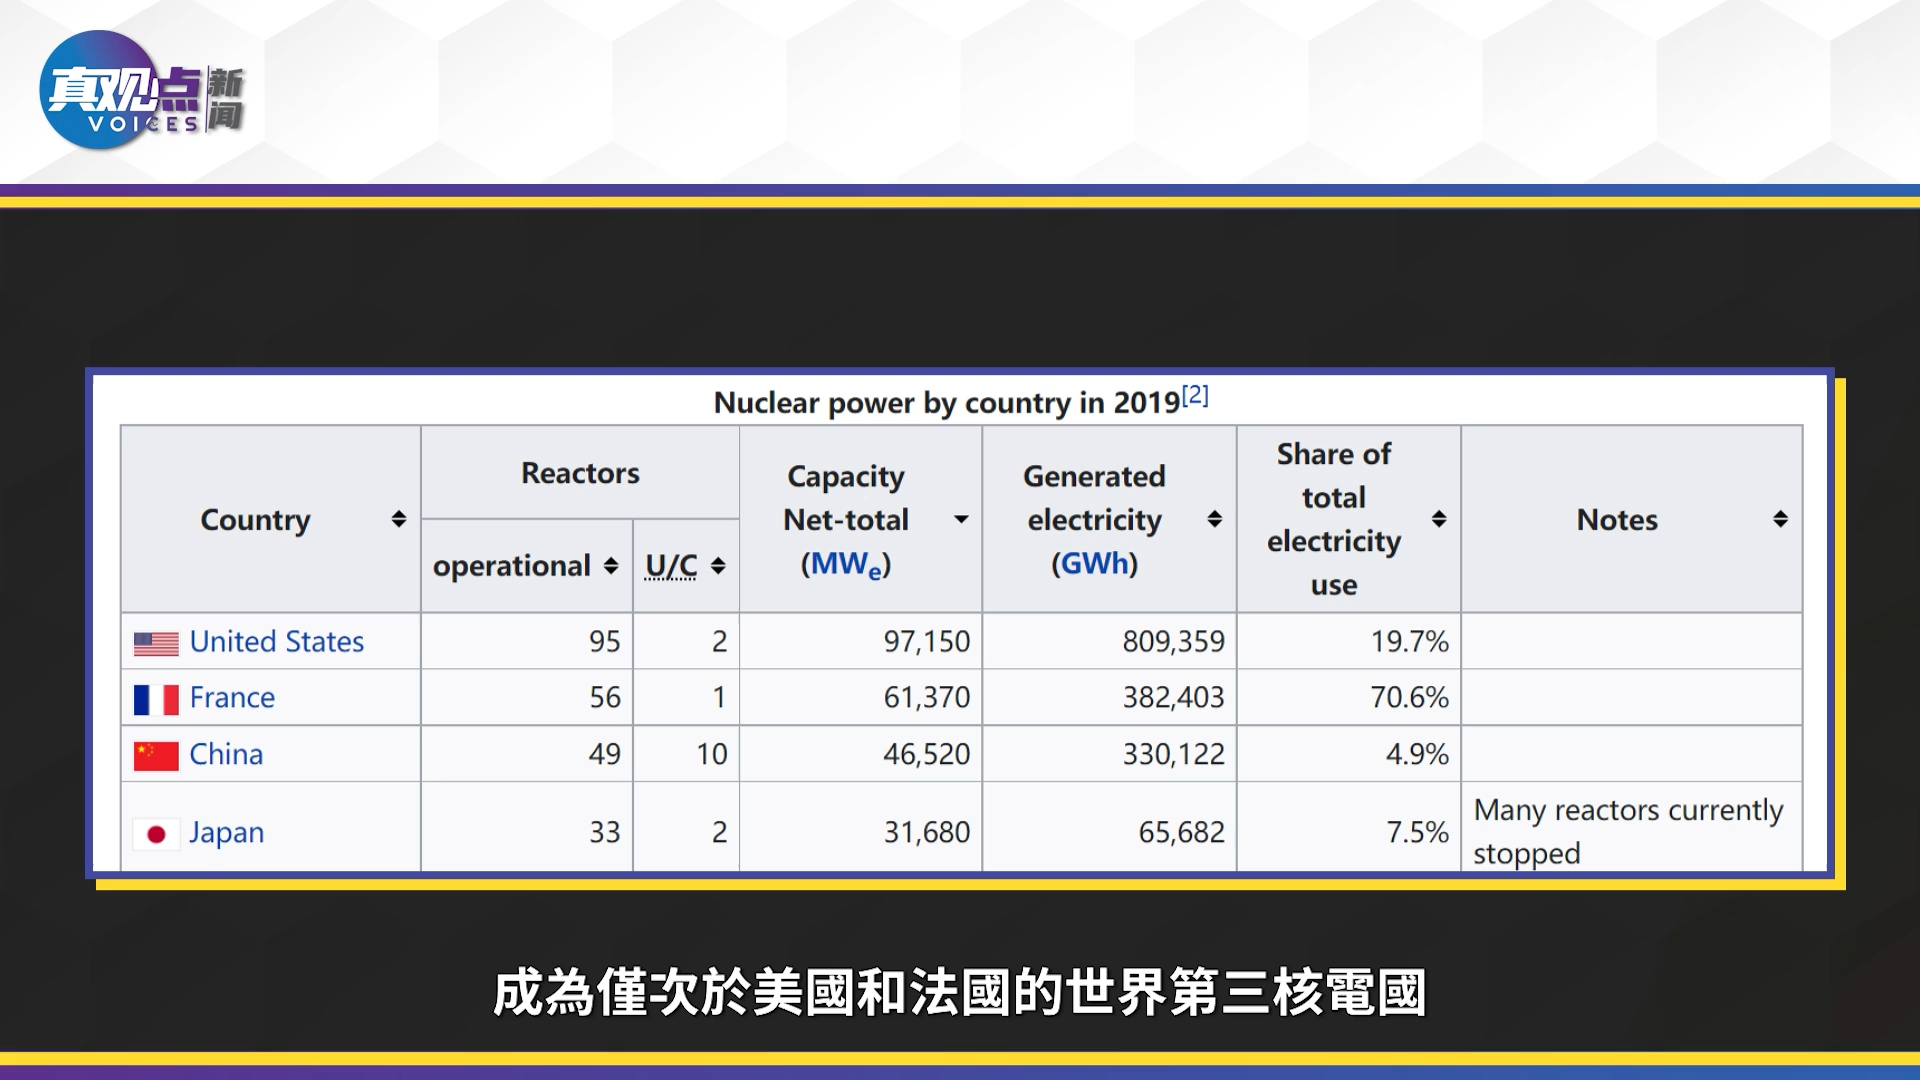 真观点
VOICES
新闻
Nuclear power by country in 2019[2]
Country
Reactors
operational
U/C
Capacity
Net-total
(MWe)
Generated
electricity
(GWh)
Share of
total
electricity
use
Notes
United States 95 2 97,150 809,359 19.7%
France 56 1 61,370 382,403 70.6%
China 49 10 46,520 330,122 4.9%
Japan 33 2 31,680 65,682 7.5% Many reactors currently
stopped
成為僅次於美國和法國的世界第三核電國